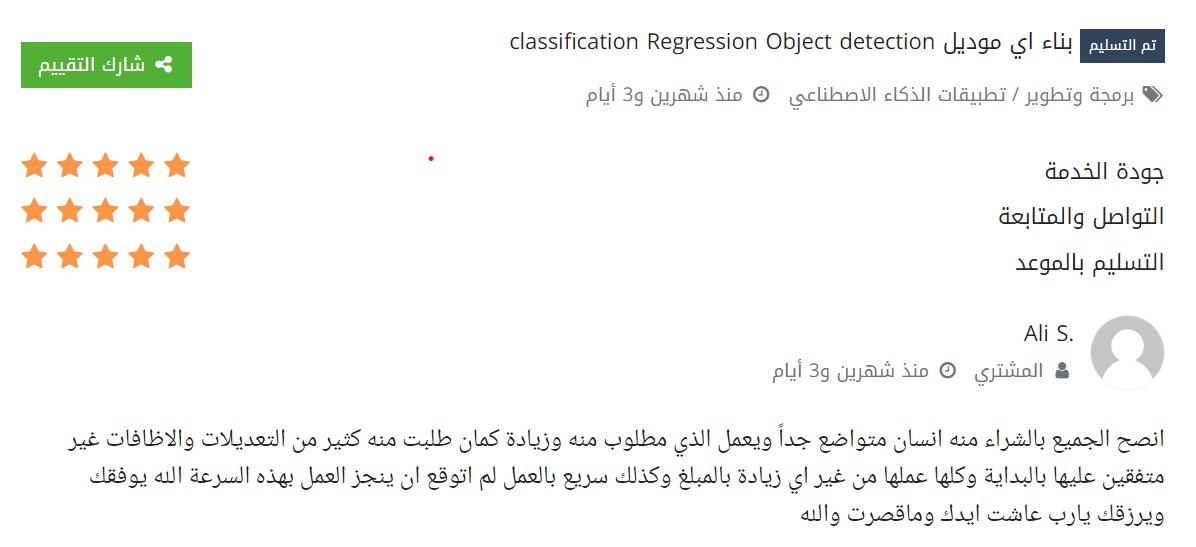 تم التسليم بناء اي موديل classification Regression Object detection
شارك التقييم
برمجة وتطوير / تطبيقات الذكاء الاصطناعي منذ شهرين و3 أيام
جودة الخدمة
التواصل والمتابعة
التسليم بالموعد
Ali S.
المشتري منذ شهرين و3 أيام
انصح الجميع بالشراء منه انسان متواضع جداً ويعمل الذي مطلوب منه وزيادة كمان طلبت منه كثير من التعديلات والاظافات غير
متفقين عليها بالبداية وكلها عملها من غير اي زيادة بالمبلغ وكذلك سريع بالعمل لم اتوقع ان ينجز العمل بهذه السرعة الله يوفقك
ويرزقك يارب عاشت ايدك وماقصرت والله